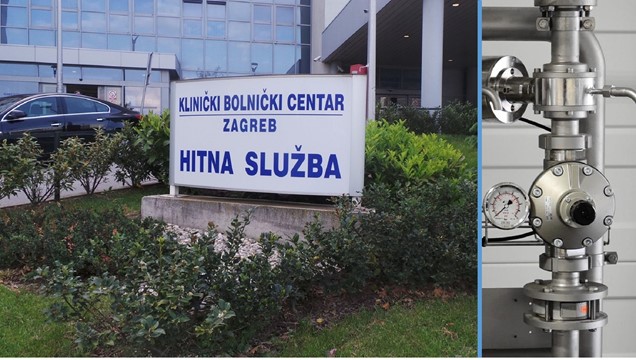 KLINIČKI BOLNIČKI CENTAR
ZAGREB
HITNA SLUŽBA